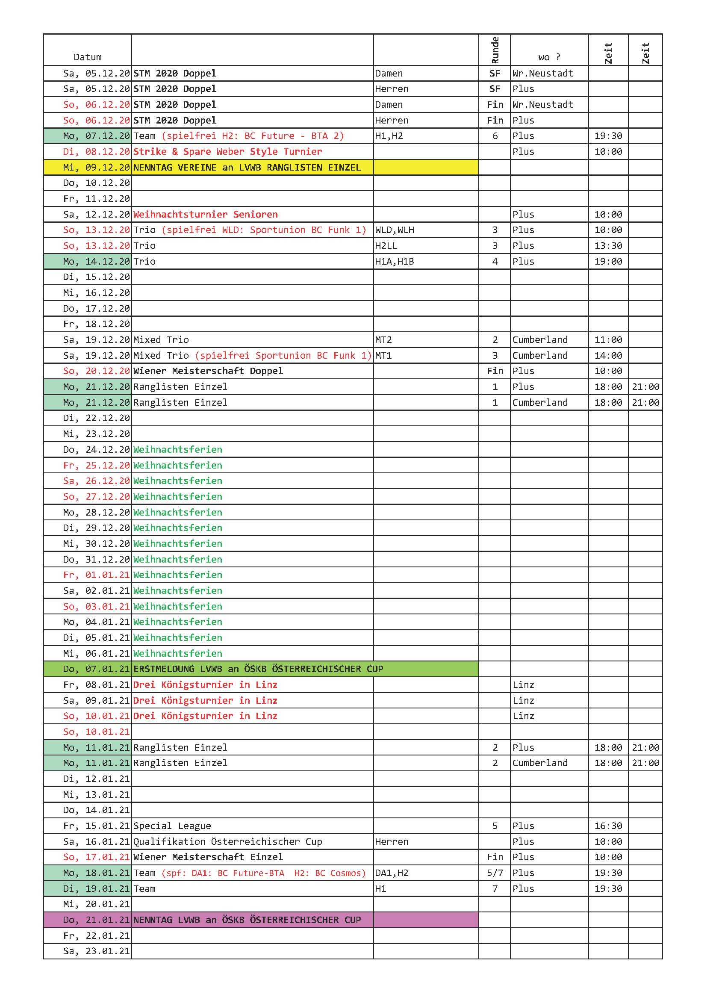 Datum Runde wo ? Zeit Zeit
Sa, 05.12.20 STM 2020 Doppel Damen SF Wr.Neustadt
Sa, 05.12.20 STM 2020 Doppel Herren SF Plus
So, 06.12.20 STM 2020 Doppel Damen Fin Wr.Neustadt
So, 06.12.20 STM 2020 Doppel Herren Fin Plus
Mo, 07.12.20 Team (spielfrei H2: BC Future - BTA 2) H1,H2 6 Plus 19:30
Di, 08.12.20 Strike & Spare Weber Style Turnier Plus 10:00
Mi, 09.12.20 NENNTAG VEREINE an LVWB RANGLISTEN EINZEL
Do, 10.12.20
Fr, 11.12.20
Sa, 12.12.20 Weihnachtsturnier Senioren Plus 10:00
So, 13.12.20 Trio (spielfrei WLD: Sportunion BC Funk 1) WLD,WLH 3 Plus 10:00
So, 13.12.20 Trio H2LL 3 Plus 13:30
Mo, 14.12.20 Trio H1A,H1B 4 Plus 19:00
Di, 15.12.20
Mi, 16.12.20
Do, 17.12.20
Fr, 18.12.20
Sa, 19.12.20 Mixed Trio MT2 2 Cumberland 11:00
Sa, 19.12.20 Mixed Trio (spielfrei Sportunion BC Funk 1) MT1 3 Cumberland 14:00
So, 20.12.20 Wiener Meisterschaft Doppel Fin Plus 10:00
Mo, 21.12.20 Ranglisten Einzel 1 Plus 18:00 21:00
Mo, 21.12.20 Ranglisten Einzel 1 Cumberland 18:00 21:00
Di, 22.12.20
Mi, 23.12.20
Do, 24.12.20 Weihnachtsferien
Fr, 25.12.20 Weihnachtsferien
Sa, 26.12.20 Weihnachtsferien
So, 27.12.20 Weihnachtsferien
Mo, 28.12.20 Weihnachtsferien
Di, 29.12.20 Weihnachtsferien
Mi, 30.12.20 Weihnachtsferien
Do, 31.12.20 Weihnachtsferien
Fr, 01.01.21 Weihnachtsferien
Sa, 02.01.21 Weihnachtsferien
So, 03.01.21 Weihnachtsferien
Mo, 04.01.21 Weihnachtsferien
Di, 05.01.21 Weihnachtsferien
Mi, 06.01.21 Weihnachtsferien
Do, 07.01.21 ERSTMELDUNG LVWB an ÖSKB ÖSTERREICHISCHER CUP
Fr, 08.01.21 Drei Königsturnier in Linz Linz
Sa, 09.01.21 Drei Königsturnier in Linz Linz
So, 10.01.21 Drei Königsturnier in Linz Linz
So, 10.01.21
Mo, 11.01.21 Ranglisten Einzel 2 Plus 18:00 21:00
Mo, 11.01.21 Ranglisten Einzel 2 Cumberland 18:00 21:00
Di, 12.01.21
Mi, 13.01.21
Do, 14.01.21
Fr, 15.01.21 Special League 5 Plus 16:30
Sa, 16.01.21 Qualifikation Österreichischer Cup Herren Plus 10:00
So, 17.01.21 Wiener Meisterschaft Einzel Fin Plus 10:00
Mo, 18.01.21 Team (spf: DA1: BC Future-BTA H2: BC Cosmos) DA1,H2 5/7 Plus 19:30
Di, 19.01.21 Team H1 7 Plus 19:30
Mi, 20.01.21
Do, 21.01.21 NENNTAG LVWB an ÖSKB ÖSTERREICHISCHER CUP
Fr, 22.01.21
Sa, 23.01.21